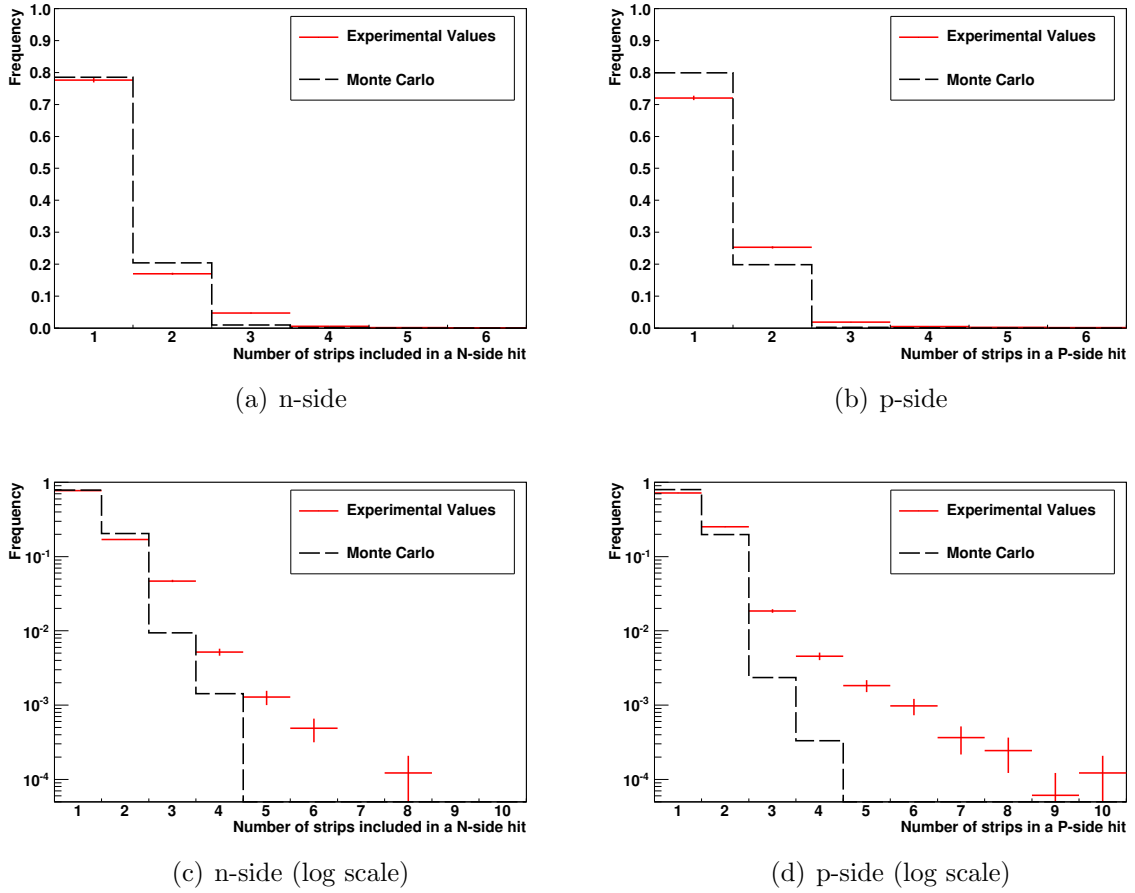 Frequency
1.0
0.9
0.8
0.7
0.6
0.5
0.4
0.3
0.2
0.1
0.0
Experimental Values
Monte Carlo
1 2 3 4 5 6
Number of strips included in a N-side hit
(a) n-side
Frequency
1.0
0.9
0.8
0.7
0.6
0.5
0.4
0.3
0.2
0.1
0.0
Experimental Values
Monte Carlo
1 2 3 4 5 6
Number of strips in a P-side hit
(b) p-side
Frequency
1
10-1
10-2
10-3
10-4
Experimental Values
Monte Carlo
1 2 3 4 5 6 7 8 9 10
Number of strips included in a N-side hit
(c) n-side (log scale)
Frequency
1
10-1
10-2
10-3
10-4
Experimental Values
Monte Carlo
1 2 3 4 5 6 7 8 9 10
Number of strips in a P-side hit
(d) p-side (log scale)